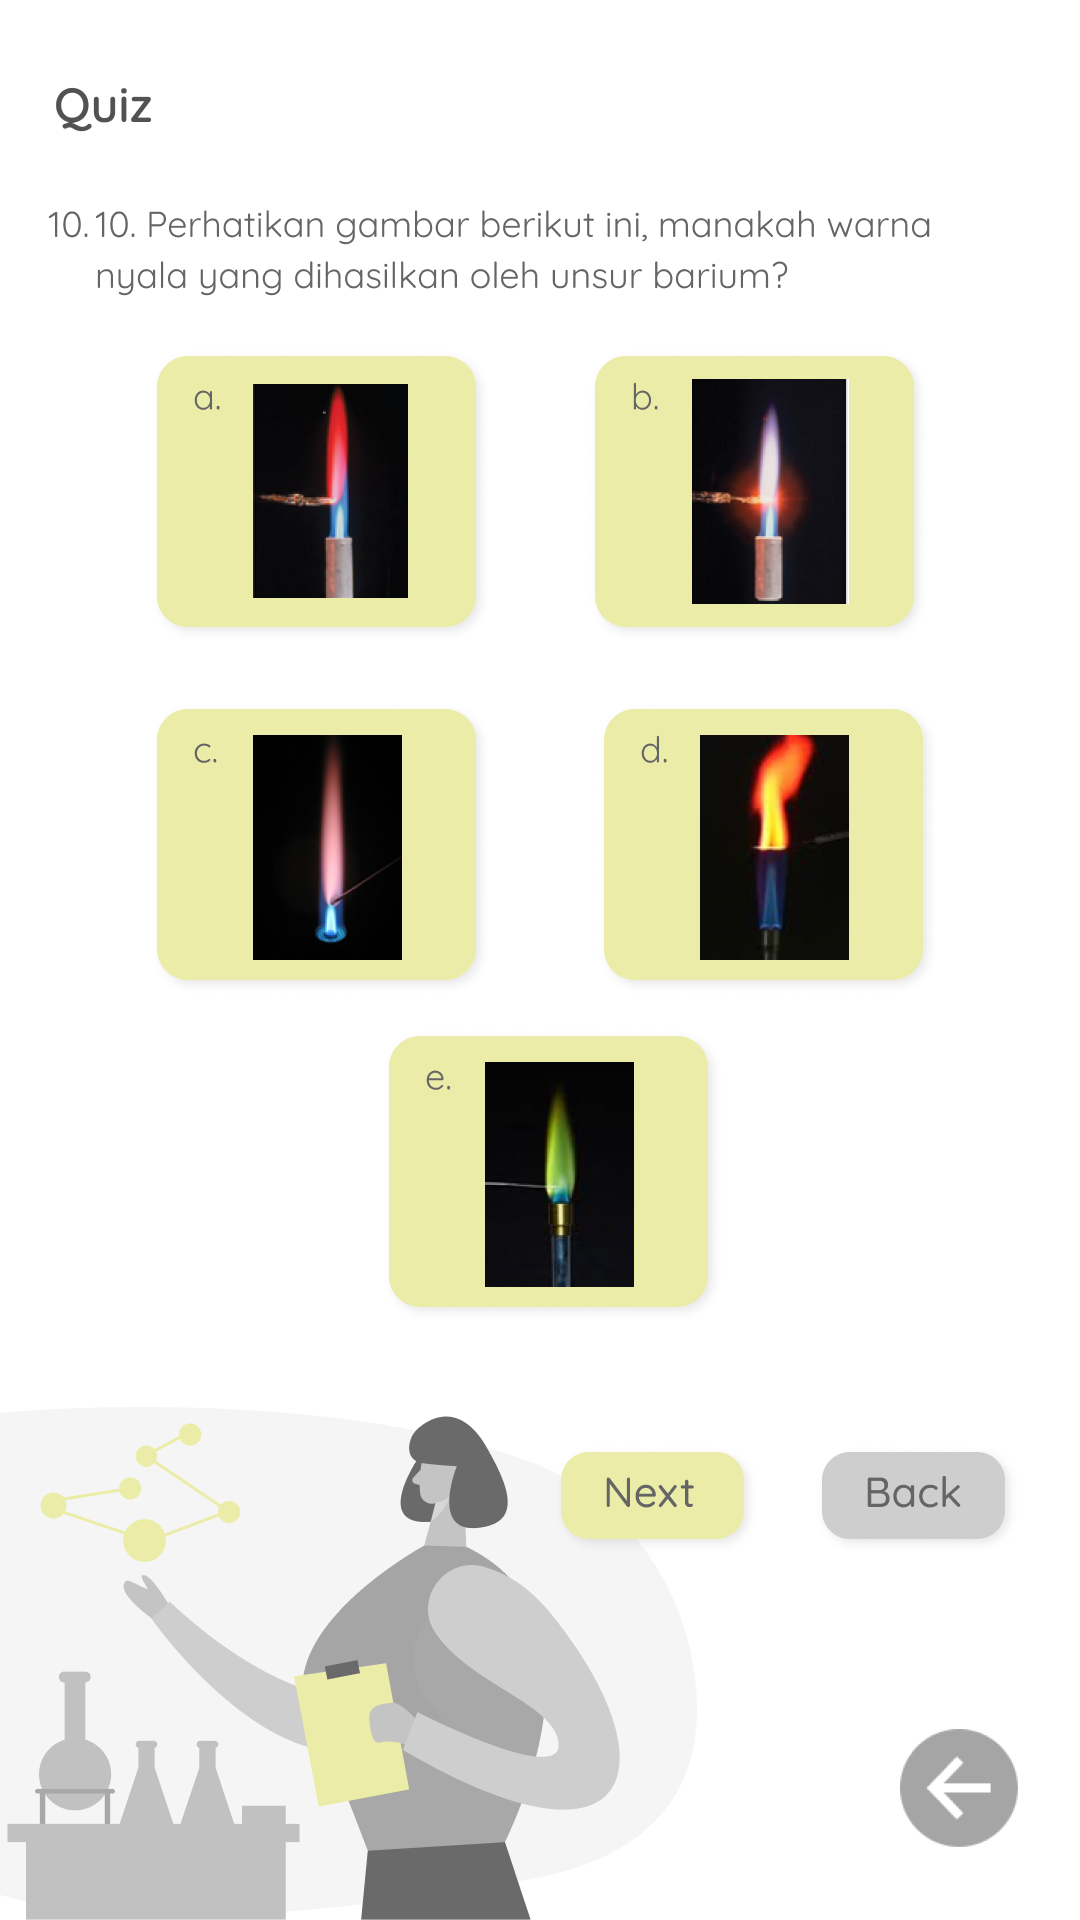 Quiz
10. 10. Perhatikan gambar berikut ini, manakah warna
nyala yang dihasilkan oleh unsur barium?
a.
b.
c.
d.
e.
Next
Back